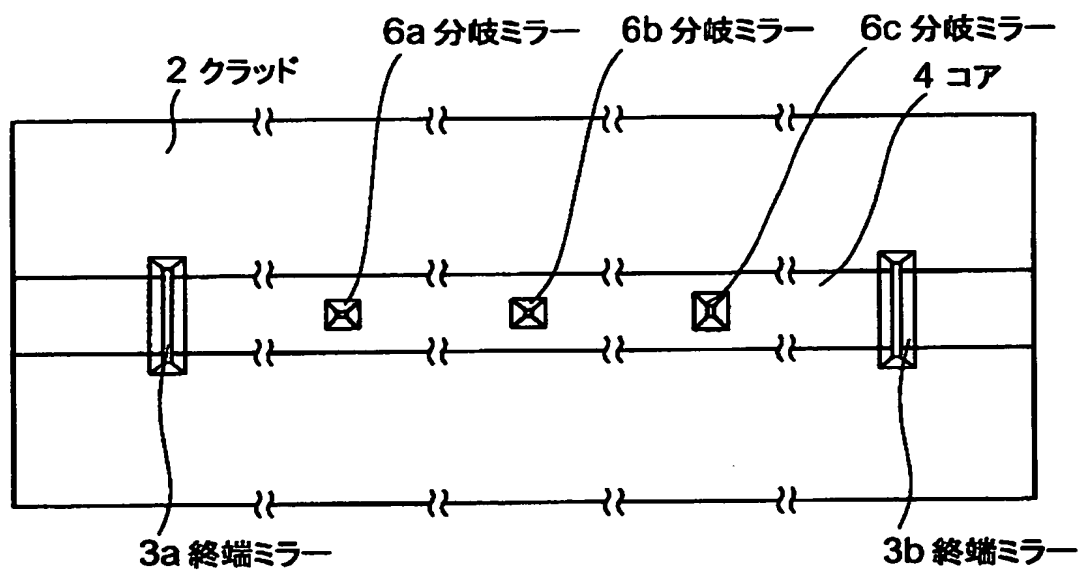 6a 分岐ミラー
6b 分岐ミラー
6c 分岐ミラー
2 クラッド
4 コア
3a 終端ミラー
3b 終端ミラー